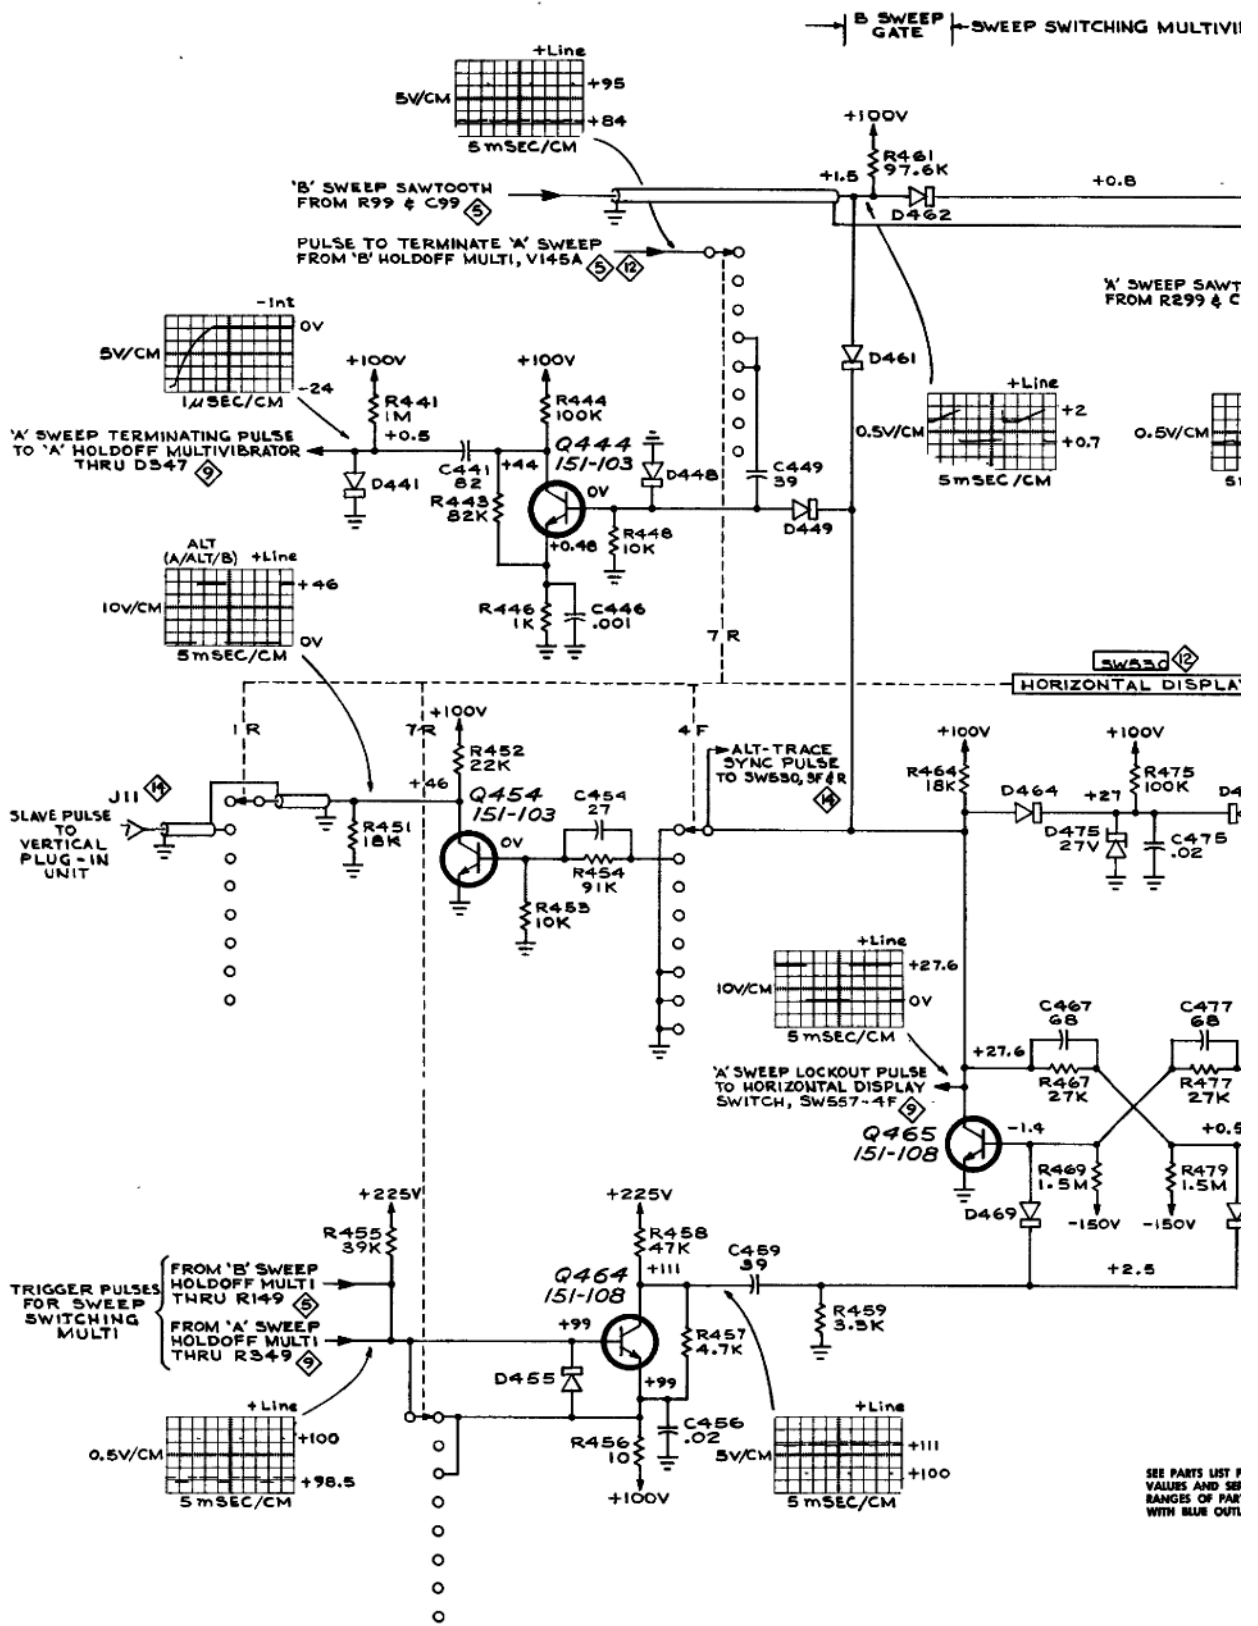 B SWEEP
GATE
SWEEP SWITCHING MULTIVI
+Line
5V/CM
+95
+84
5 mSEC/CM
+100V
R461
97.6K
+1.5
+0.8
D462
'B' SWEEP SAWTOOTH
FROM R99 & C99 5
PULSE TO TERMINATE 'A' SWEEP
FROM 'B' HOLDOFF MULTI, V145A 5 12
'A' SWEEP SAWT
FROM R299 & C
-Int
0V
5V/CM
-24
1µSEC/CM
+100V
R441
1M
+0.5
+100V
R444
100K
Q444
151-103
D461
+Line
0.5V/CM
+2
+0.7
5mSEC/CM
0.5V/CM
5
'A' SWEEP TERMINATING PULSE
TO 'A' HOLDOFF MULTIVIBRATOR
THRU D347 9
D441
C441
82
+44
R443
82K
0V
D448
C449
39
D449
R448
10K
+0.48
R446
1K
C446
.001
ALT
(A/ALT/B) +Line
+46
10V/CM
0V
5mSEC/CM
7 R
SW530 12
HORIZONTAL DISPLAY
1 R
7 R
4 F
+100V
R452
22K
+46
Q454
151-103
C454
27
0V
R454
91K
R453
10K
R451
18K
ALT-TRACE
SYNC PULSE
TO SW530, 5F & R
14
J11 14
SLAVE PULSE
TO
VERTICAL
PLUG-IN
UNIT
+100V
R464
18K
D464
+27
+100V
R475
100K
D4
D475
27V
C475
.02
+Line
+27.6
10V/CM
0V
5mSEC/CM
C467
68
C477
68
+27.6
R467
27K
R477
27K
'A' SWEEP LOCKOUT PULSE
TO HORIZONTAL DISPLAY
SWITCH, SW557-4F 9
Q465
151-108
-1.4
+0.5
R469
1.5M
R479
1.5M
D469
-150V
-150V
+225V
R455
39K
+225V
R458
47K
+111
C459
39
+2.5
TRIGGER PULSES
FOR SWEEP
SWITCHING
MULTI
FROM 'B' SWEEP
HOLDOFF MULTI
THRU R149 5
FROM 'A' SWEEP
HOLDOFF MULTI
THRU R349 9
Q464
151-108
+99
R457
4.7K
R459
3.3K
D455
+99
C456
.02
R456
10
+100V
+Line
+100
0.5V/CM
+98.5
5mSEC/CM
+Line
5V/CM
+111
+100
5mSEC/CM
SEE PARTS LIST F
VALUES AND SER
RANGES OF PAR
WITH BLUE OUTL